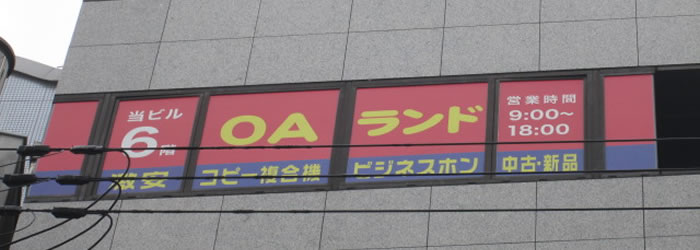 当ビル
6階
激安
OA
コピー複合機
ランド
ビジネスホン
営業時間
9:00~
18:00
中古・新品